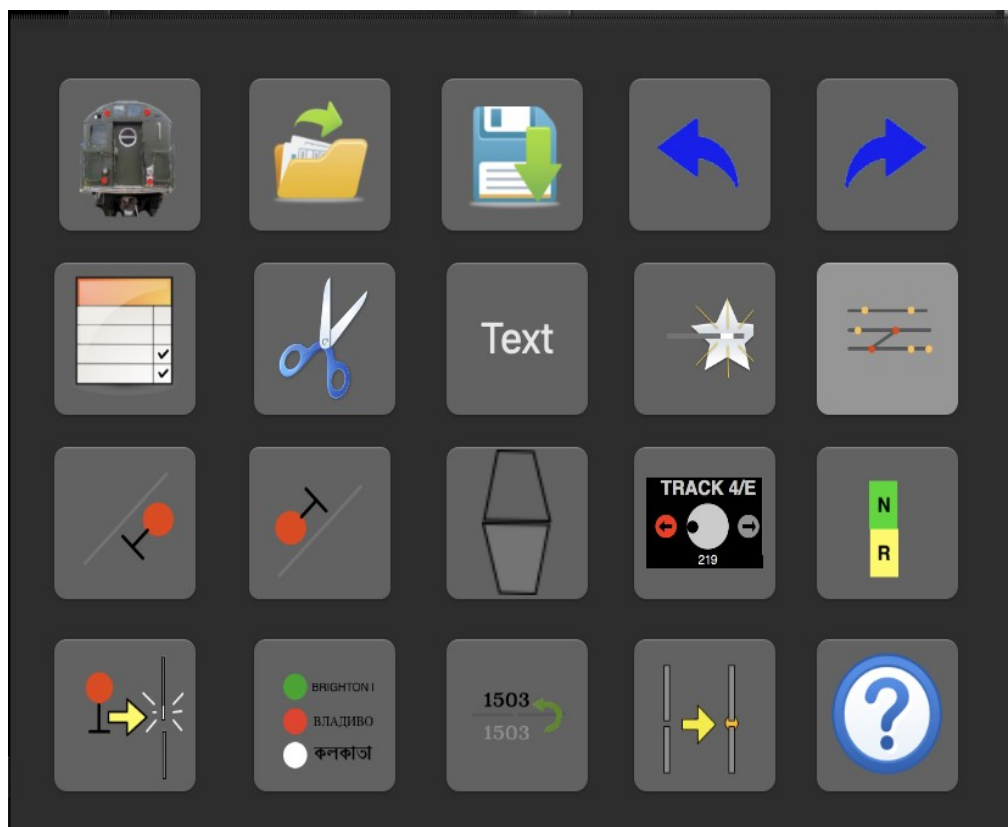 Text
TRACK 4/E
219
N
R
BRIGHTON I
ВЛАДИВО
কলকাতা
1503
1503